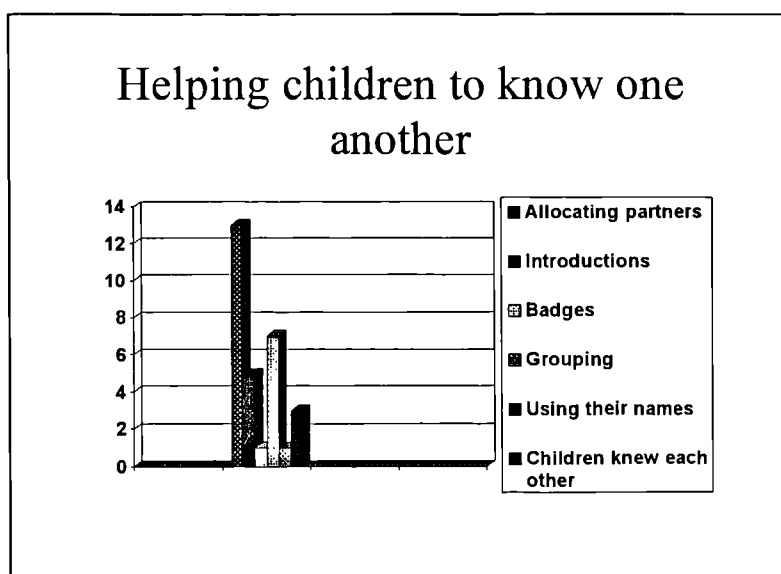 Helping children to know one
another
14
12
10
8
6
4
2
0
Allocating partners
Introductions
Badges
Grouping
Using their names
Children knew each
other